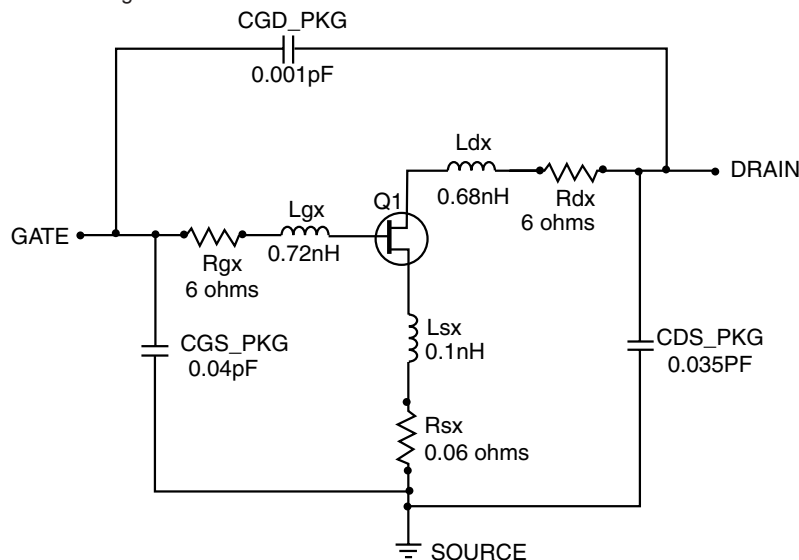 CGD_PKG
0.001pF
Ldx
0.68nH
Rdx
6 ohms
DRAIN
Q1
Lgx
0.72nH
GATE
Rgx
6 ohms
CGS_PKG
0.04pF
Lsx
0.1nH
CDS_PKG
0.035PF
Rsx
0.06 ohms
SOURCE